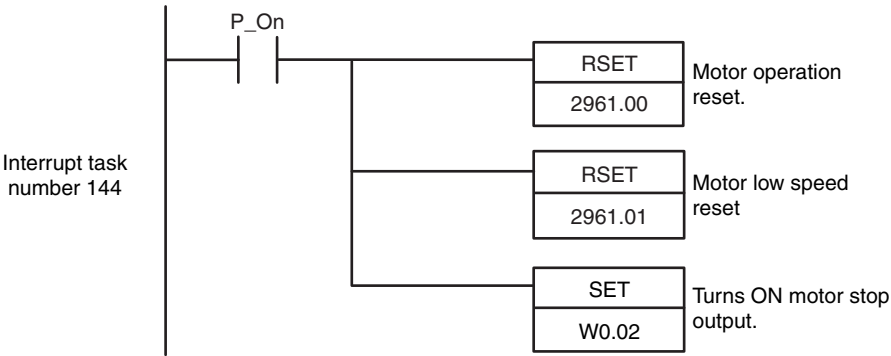 P_On
RSET
2961.00
Motor operation
reset.
Interrupt task
number 144
RSET
2961.01
Motor low speed
reset
SET
W0.02
Turns ON motor stop
output.